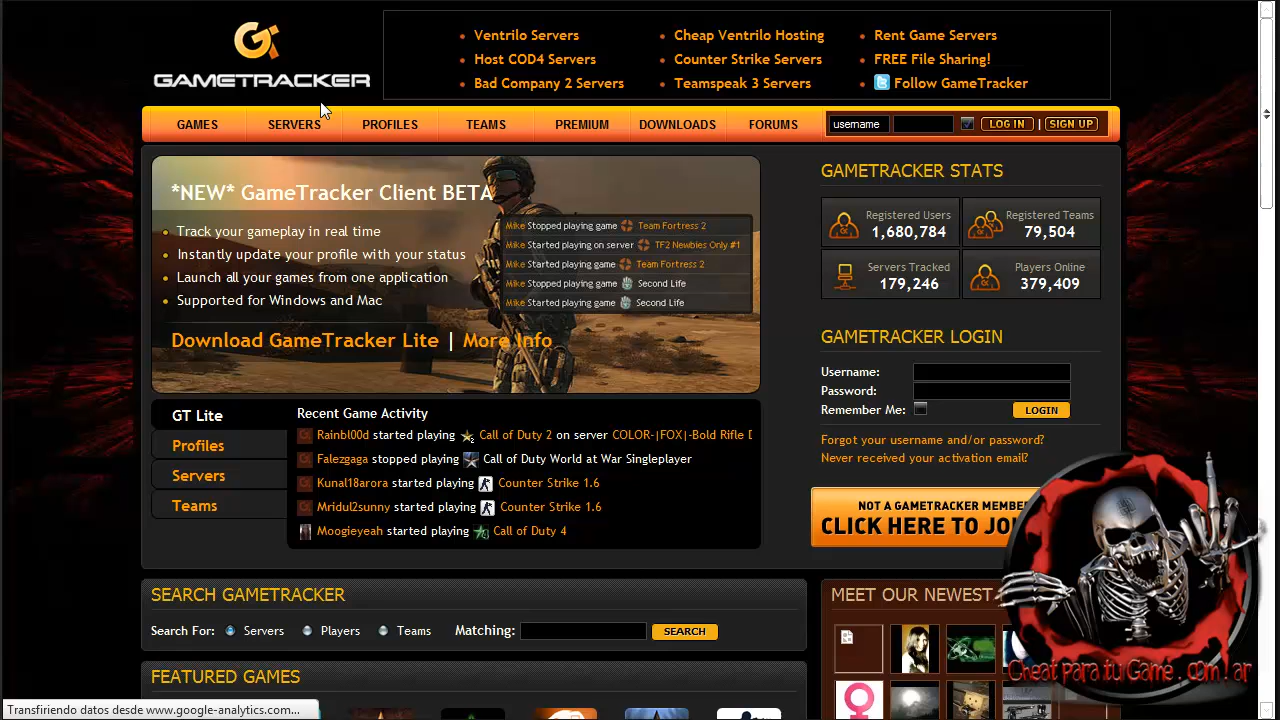 GAMETRACKER
Ventrilo Servers
Host COD4 Servers
Bad Company 2 Servers
Cheap Ventrilo Hosting
Counter Strike Servers
Teamspeak 3 Servers
Rent Game Servers
FREE File Sharing!
Follow GameTracker
GAMES SERVERS PROFILES TEAMS PREMIUM DOWNLOADS FORUMS username LOG IN | SIGN UP
*NEW* GameTracker Client BETA
Track your gameplay in real time
Instantly update your profile with your status
Launch all your games from one application
Supported for Windows and Mac
Mike Stopped playing game Team Fortress 2
Mike Started playing on server TF2 Newbies Only #1
Mike Started playing game Team Fortress 2
Mike Stopped playing game Second Life
Mike Started playing game Second Life
Download GameTracker Lite | More Info
GT Lite
Profiles
Servers
Teams
Recent Game Activity
Rainbl00d started playing Call of Duty 2 on server COLOR-|FOX|-Bold Rifle D
Falezgaga stopped playing Call of Duty World at War Singleplayer
Kunal18arora started playing Counter Strike 1.6
Mridul2sunny started playing Counter Strike 1.6
Moogieyeah started playing Call of Duty 4
GAMETRACKER STATS
Registered Users
1,680,784
Registered Teams
79,504
Servers Tracked
179,246
Players Online
379,409
GAMETRACKER LOGIN
Username:
Password:
Remember Me: LOGIN
Forgot your username and/or password?
Never received your activation email?
NOT A GAMETRACKER MEMBE
CLICK HERE TO JO
SEARCH GAMETRACKER
Search For: Servers Players Teams Matching: SEARCH
FEATURED GAMES
MEET OUR NEWEST
Cheat para tu Game.com.ar
Transfiriendo datos desde www.google-analytics.com...